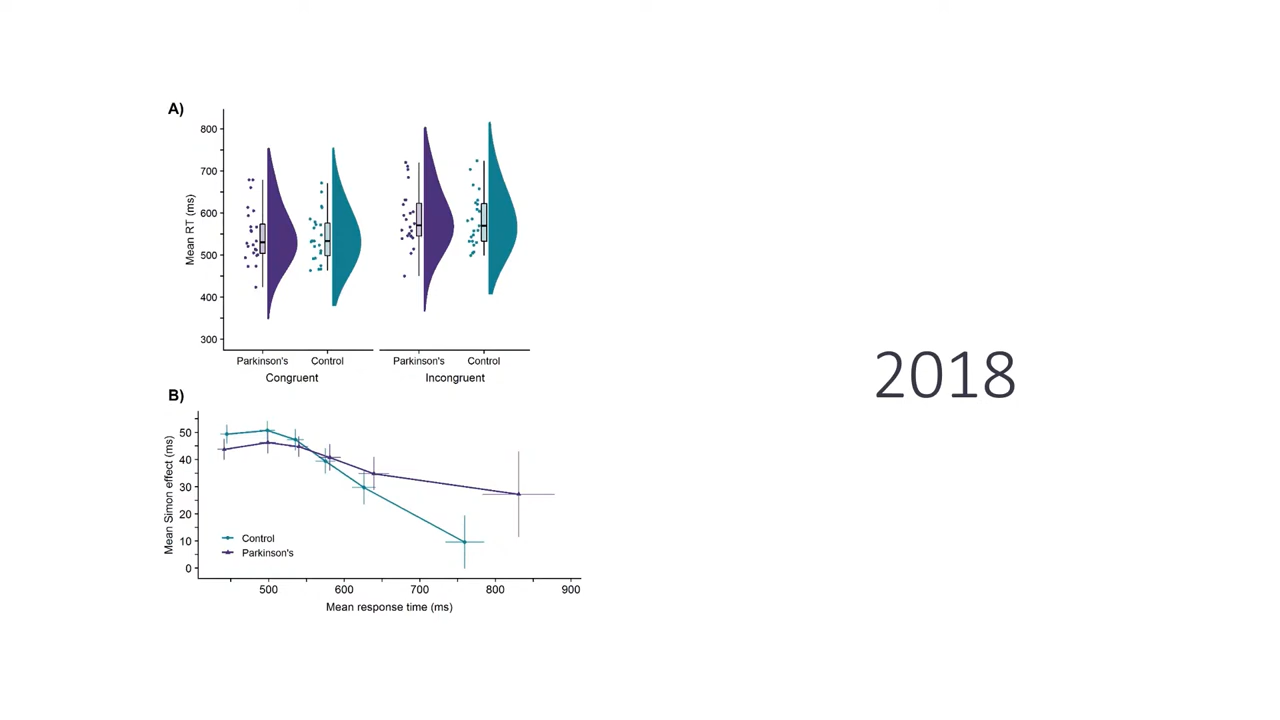 A)
800
700
600
500
400
300
Mean RT (ms)
Parkinson's Control Parkinson's Control
Congruent Incongruent
B)
50
40
30
20
10
0
Mean Simon effect (ms)
Control
Parkinson's
500 600 700 800 900
Mean response time (ms)
2018